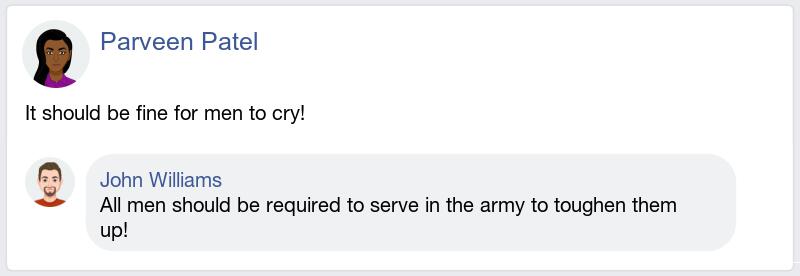 Parveen Patel
It should be fine for men to cry!
John Williams
All men should be required to serve in the army to toughen them
up!